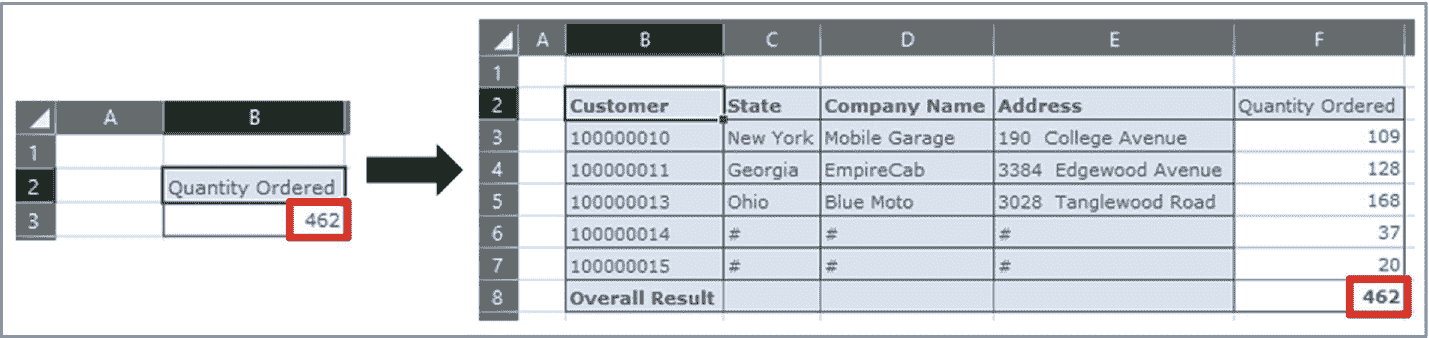 A B
1
2 Quantity Ordered
3 462
A B C D E F
1
2 Customer State Company Name Address Quantity Ordered
3 100000010 New York Mobile Garage 190 College Avenue 109
4 100000011 Georgia EmpireCab 3384 Edgewood Avenue 128
5 100000013 Ohio Blue Moto 3028 Tanglewood Road 168
6 100000014 # # # 37
7 100000015 # # # 20
8 Overall Result 462